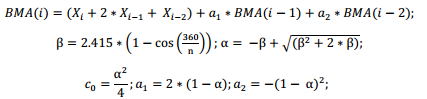 BMA(i) = (Xᵢ + 2 * Xᵢ₋₁ + Xᵢ₋₂) + a₁ * BMA(i − 1) + a₂ * BMA(i − 2);
β = 2.415 * (1 − cos(360/n)); α = −β + √(β² + 2 * β);
c₀ = α²/4; a₁ = 2 * (1 − α); a₂ = −(1 − α)²;